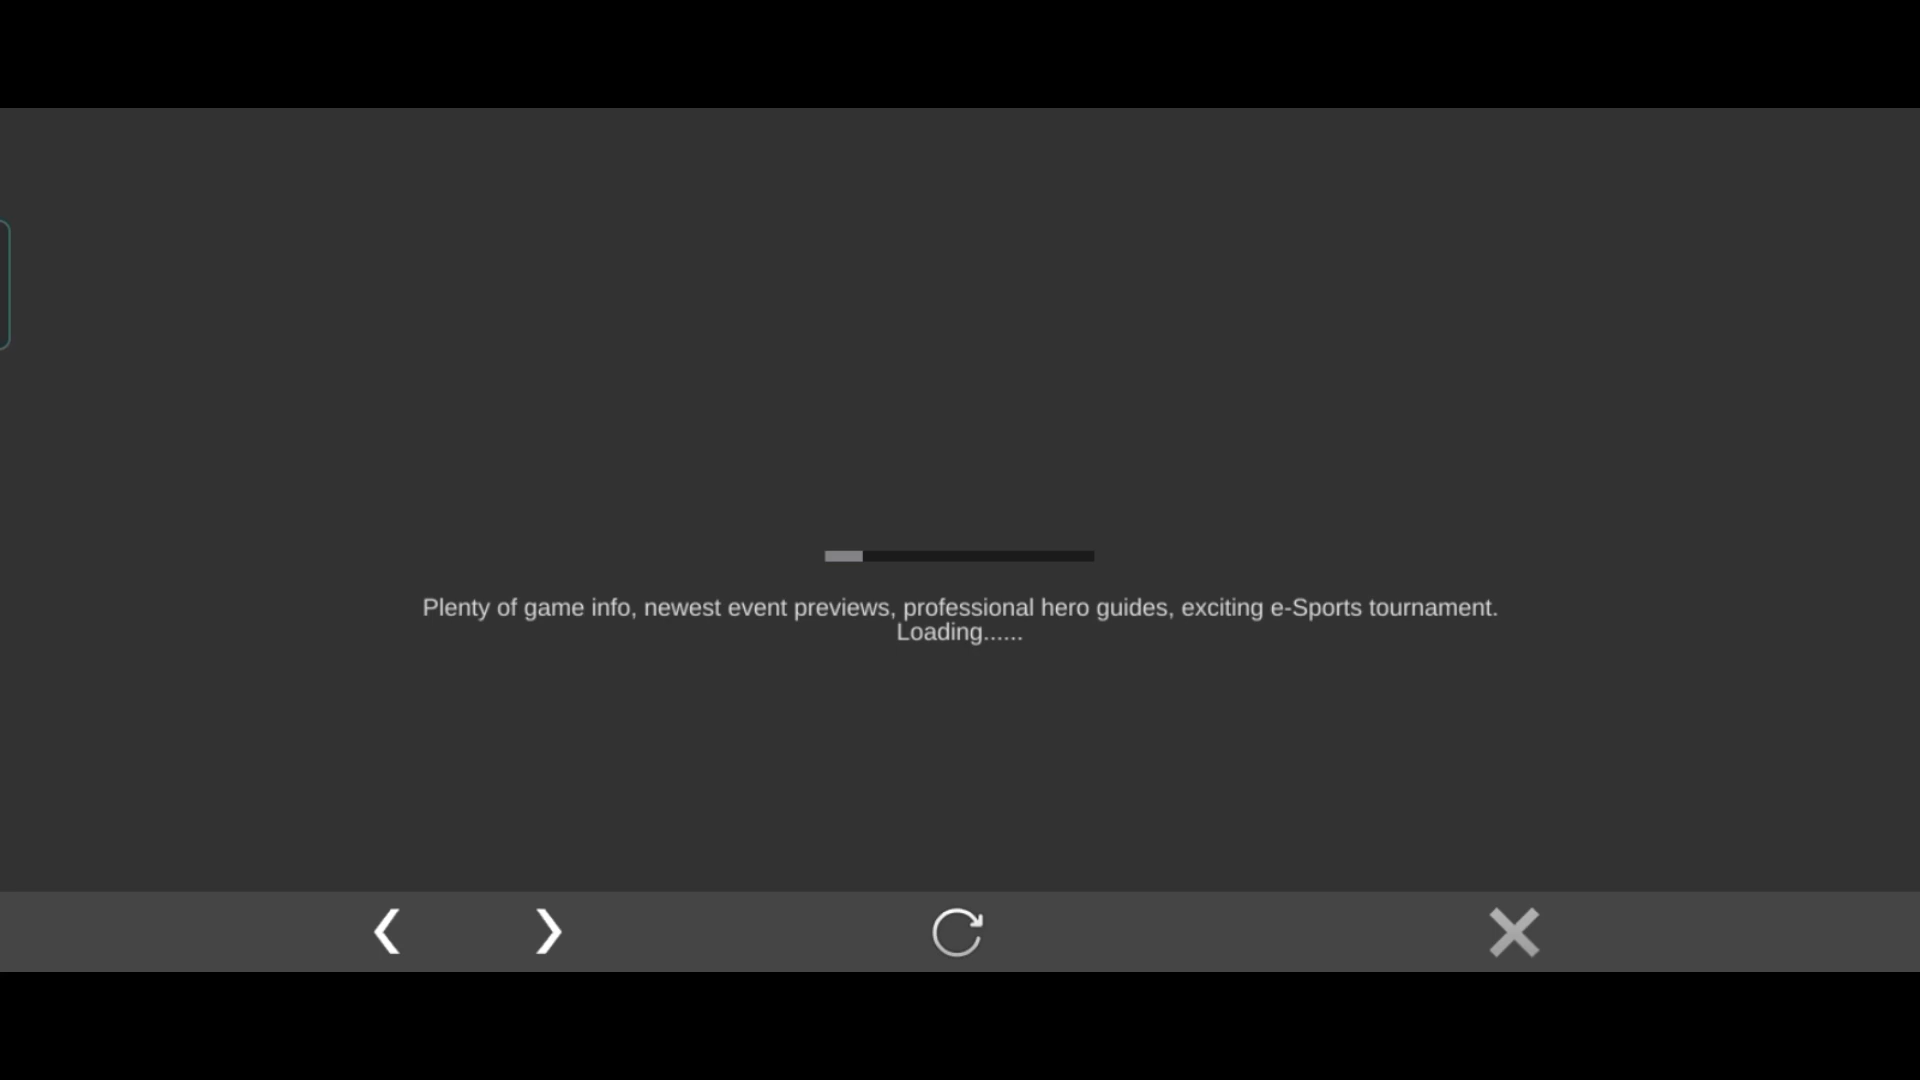 Plenty of game info, newest event previews, professional hero guides, exciting e-Sports tournament.
Loading......